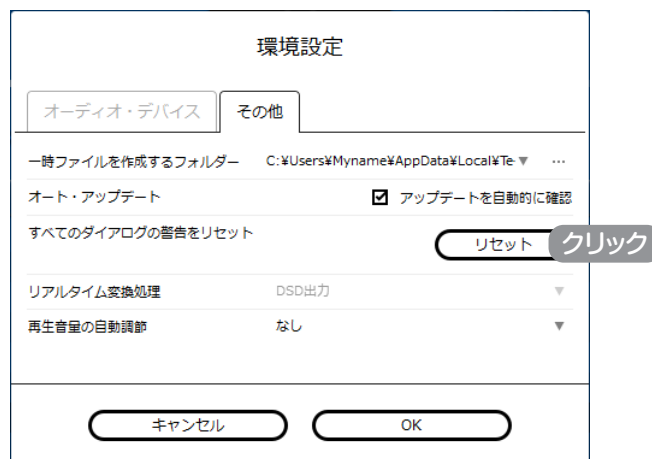 環境設定
オーディオ・デバイス その他
一時ファイルを作成するフォルダー C:¥Users¥Myname¥AppData¥Local¥Te ▼ …
オート・アップデート アップデートを自動的に確認
すべてのダイアログの警告をリセット
リセット クリック
リアルタイム変換処理 DSD出力 ▼
再生音量の自動調節 なし ▼
キャンセル OK